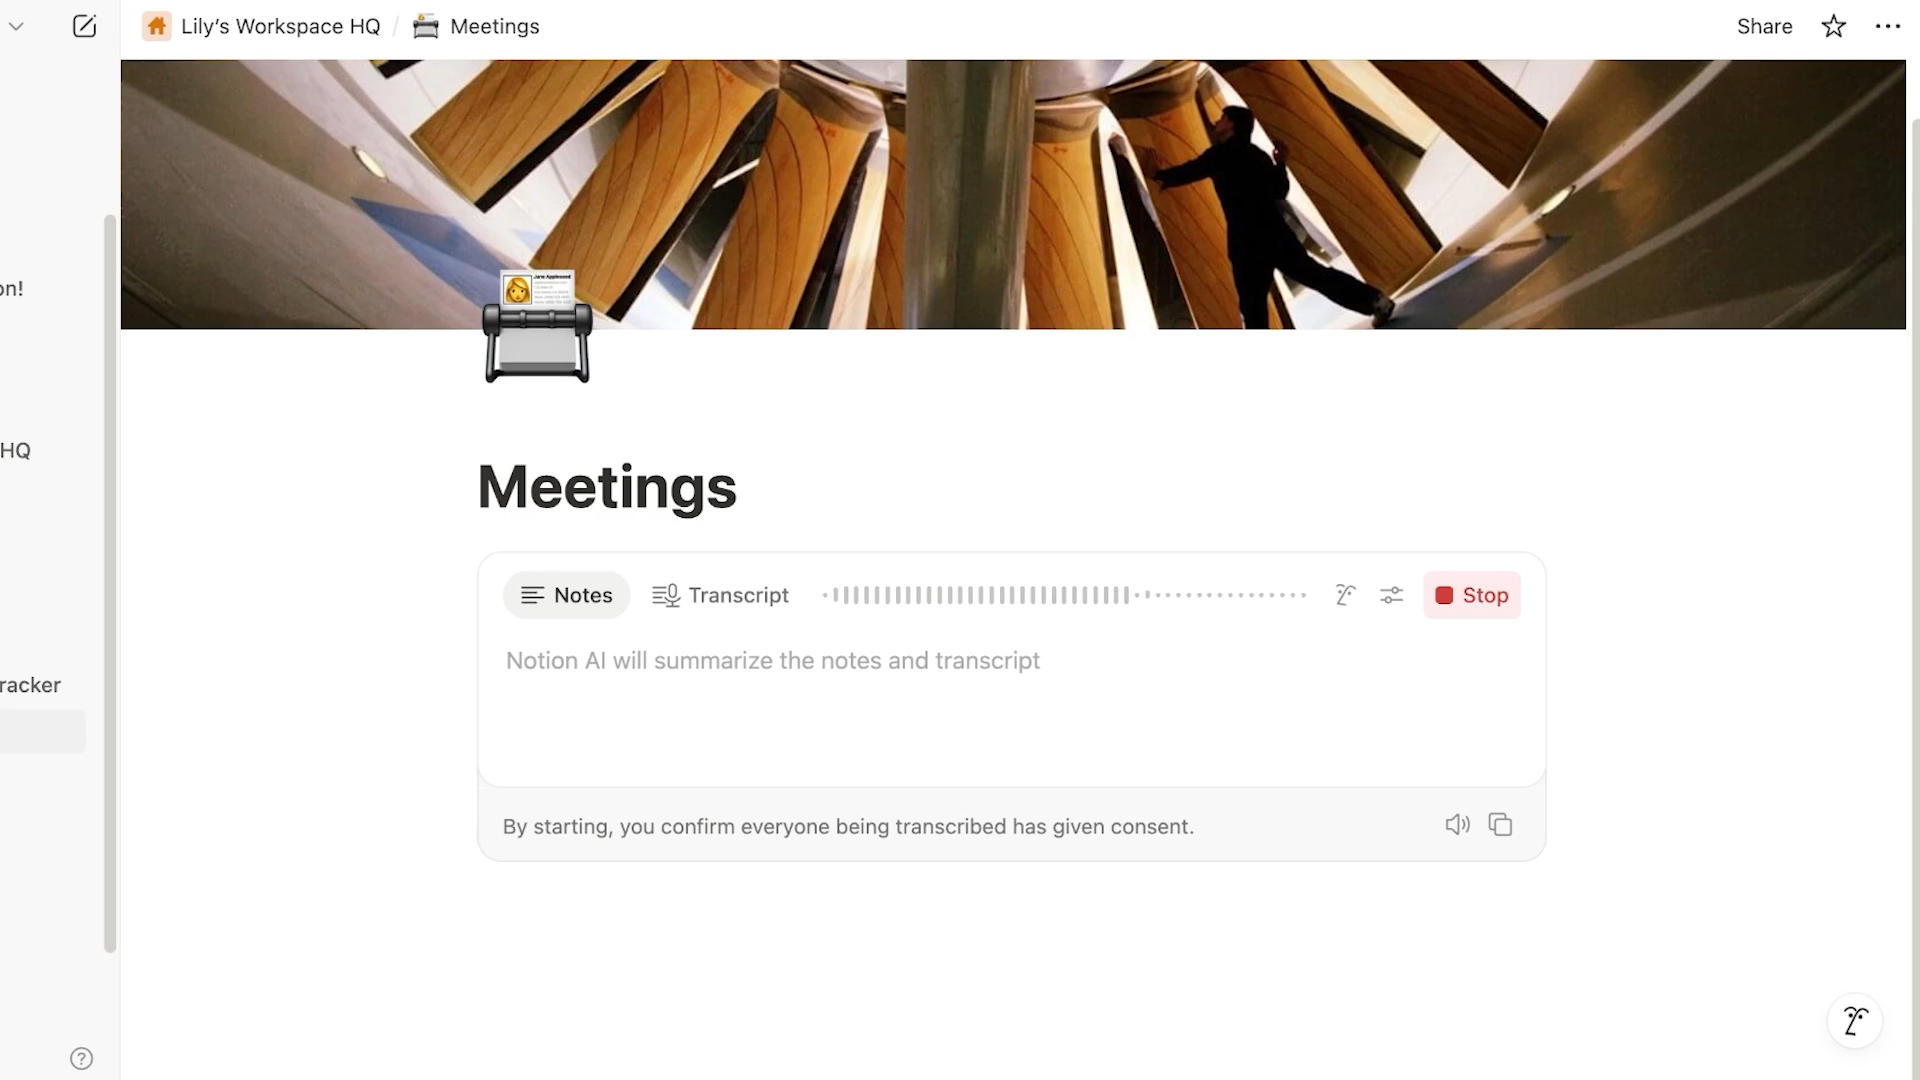 Lily's Workspace HQ / Meetings
Share
on!
HQ
racker
Meetings
Notes
Transcript
Stop
Notion AI will summarize the notes and transcript
By starting, you confirm everyone being transcribed has given consent.